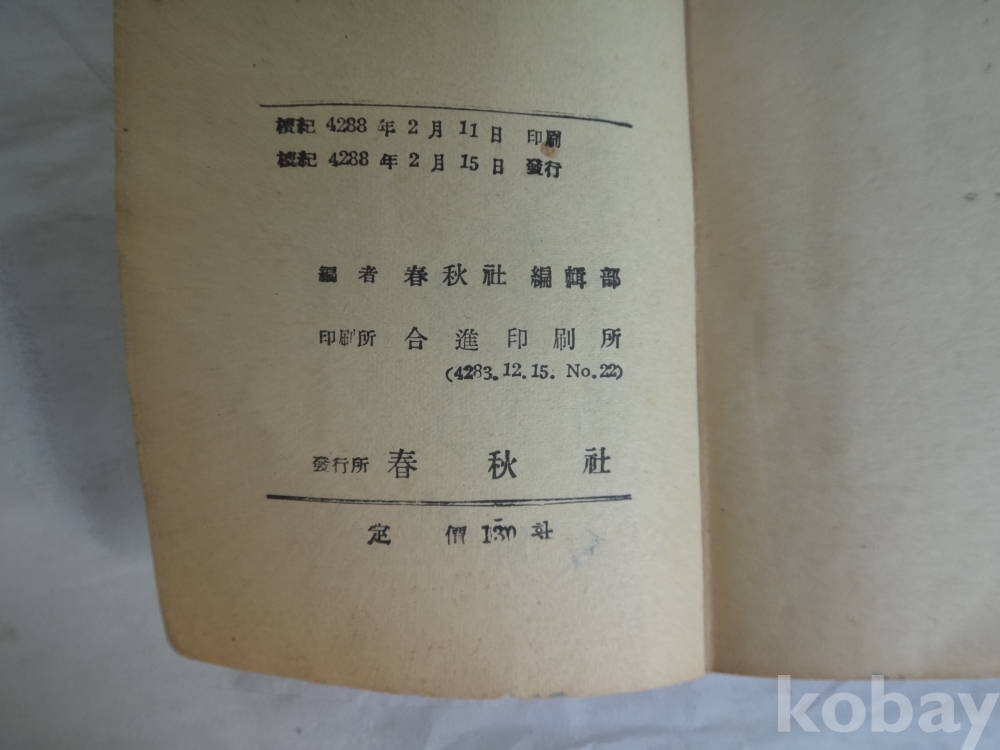 檀紀 4288 年 2 月 11 日 印刷
檀紀 4288 年 2 月 15 日 發行
編者 春秋社 編輯部
印刷所 合進印刷所
(4283.12.15. No.22)
發行所 春秋社
定價 130 환
kobay